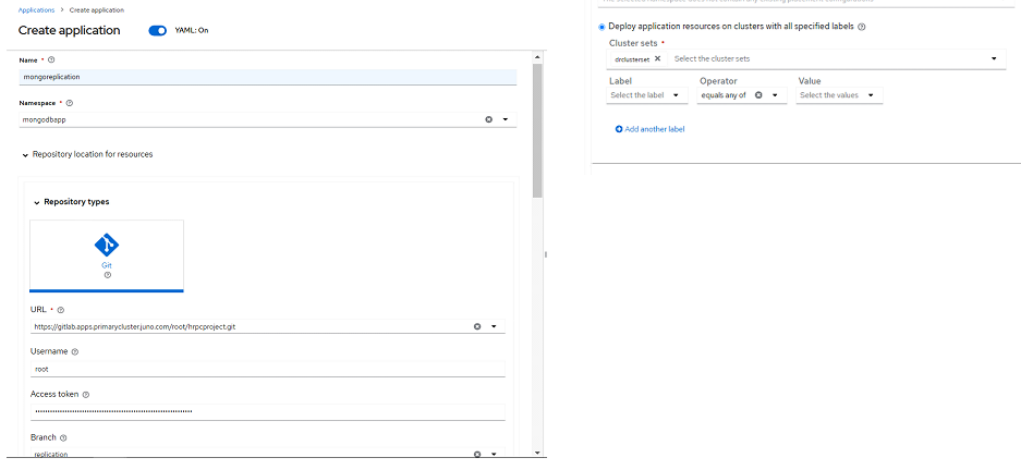 Applications > Create application
Create application
YAML: On
Name *
mongoreplication
Namespace *
mongodbapp
Repository location for resources
Repository types
Git
URL *
https://gitlab.apps.primarycluster.juno.com/root/hrpcproject.git
Username
root
Access token
Branch
replication
Deploy application resources on clusters with all specified labels
Cluster sets *
drclusterset × Select the cluster sets
Label Operator Value
Select the label equals any of Select the values
Add another label